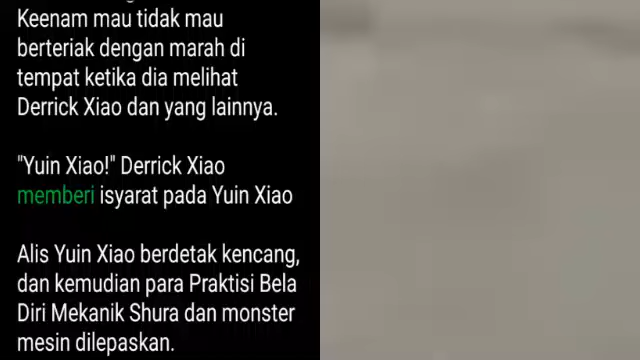 Keenam mau tidak mau
berteriak dengan marah di
tempat ketika dia melihat
Derrick Xiao dan yang lainnya.
"Yuin Xiao!" Derrick Xiao
memberi isyarat pada Yuin Xiao
Alis Yuin Xiao berdetak kencang,
dan kemudian para Praktisi Bela
Diri Mekanik Shura dan monster
mesin dilepaskan.